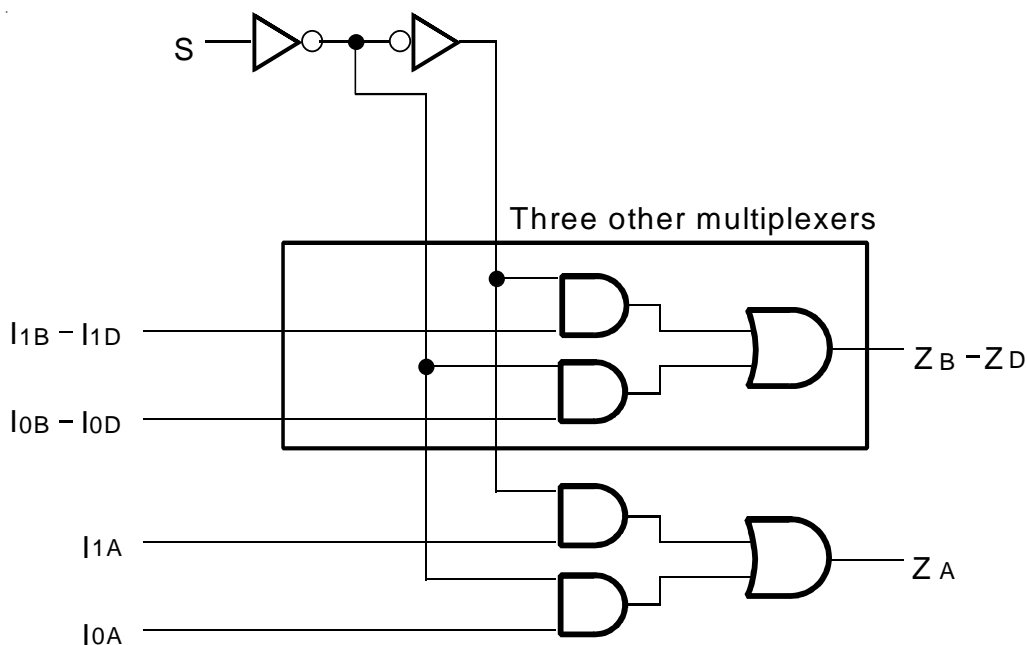 S
Three other multiplexers
I1B – I1D
ZB –ZD
I0B – I0D
I1A
ZA
I0A